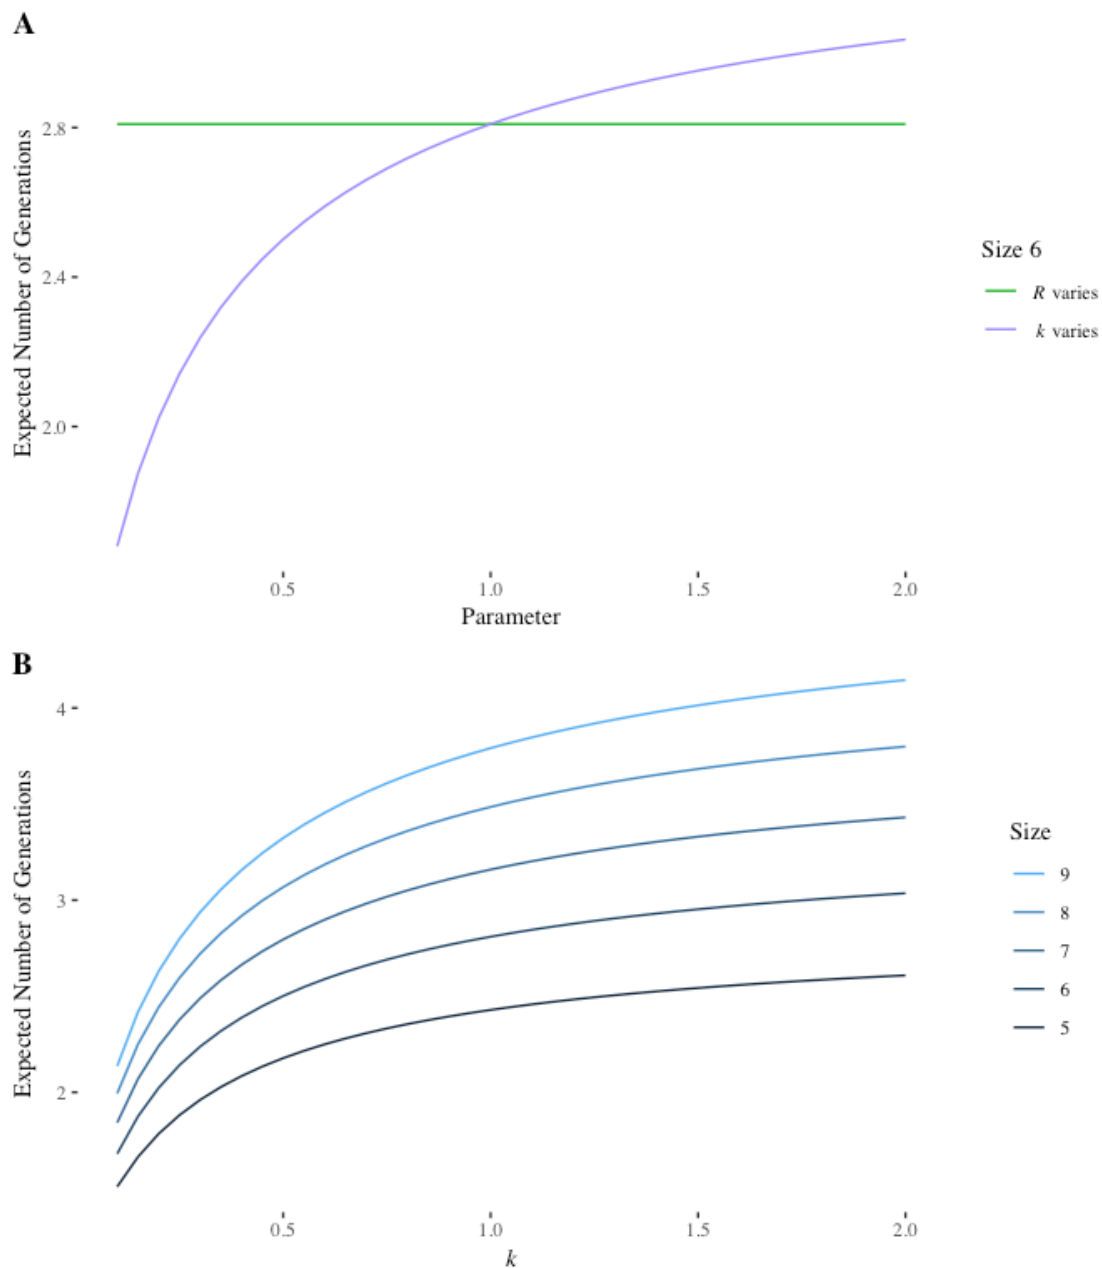 A
Expected Number of Generations
2.8
2.4
2.0
0.5 1.0 1.5 2.0
Parameter
Size 6
R varies
k varies
B
Expected Number of Generations
4
3
2
0.5 1.0 1.5 2.0
k
Size
9
8
7
6
5